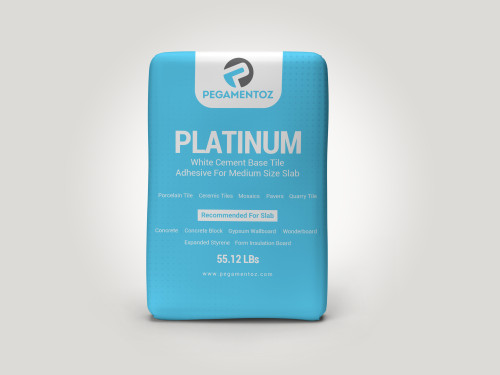 PEGAMENTOZ
PLATINUM
White Cement Base Tile
Adhesive For Medium Size Slab
Porcelain Tile Ceramic Tiles Mosaics Pavers Quarry Tile
Recommended For Slab
Concrete Concrete Block Gypsum Wallboard Wonderboard
Expanded Styrene Form Insulation Board
55.12 LBs
www.pegamentoz.com